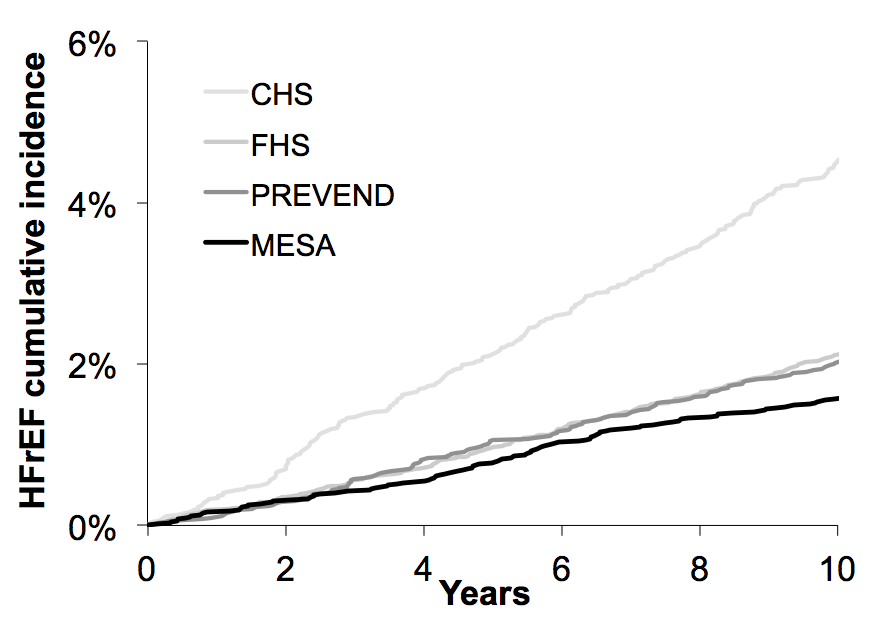 HFrEF cumulative incidence
6%
4%
2%
0%
CHS
FHS
PREVEND
MESA
0 2 4 6 8 10
Years